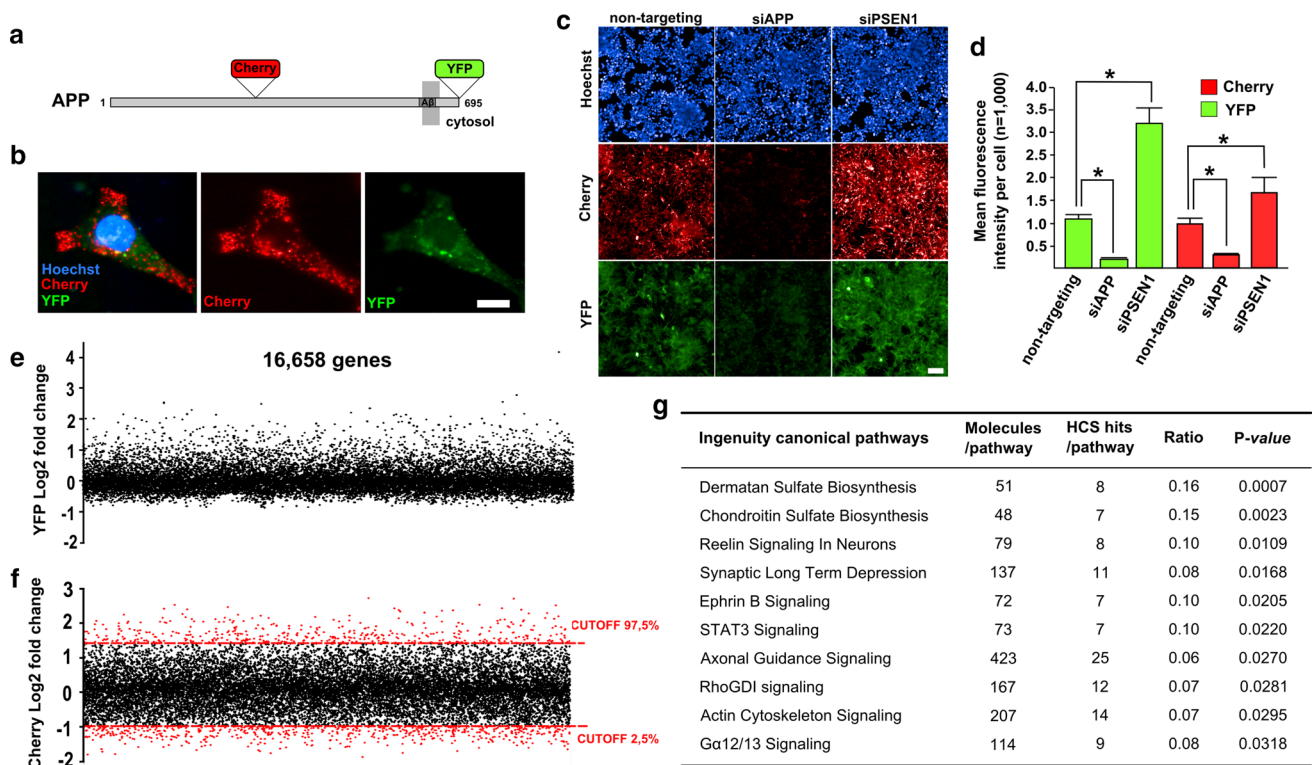 a
Cherry
YFP
APP
1
Aβ
695
cytosol
b
Hoechst
Cherry
YFP
Cherry
YFP
c
non-targeting
siAPP
siPSEN1
Hoechst
Cherry
YFP
d
Mean fluorescence
intensity per cell (n=1,000)
4.0
3.5
3.0
2.5
2.0
1.5
1.0
0.5
Cherry
YFP
*
*
*
*
non-targeting
siAPP
siPSEN1
non-targeting
siAPP
siPSEN1
e
16,658 genes
YFP Log2 fold change
4
3
2
1
0
-1
-2
f
Cherry Log2 fold change
3
2
1
0
-1
-2
CUTOFF 97,5%
CUTOFF 2,5%
g
Ingenuity canonical pathways Molecules /pathway HCS hits /pathway Ratio P-value
Dermatan Sulfate Biosynthesis 51 8 0.16 0.0007
Chondroitin Sulfate Biosynthesis 48 7 0.15 0.0023
Reelin Signaling In Neurons 79 8 0.10 0.0109
Synaptic Long Term Depression 137 11 0.08 0.0168
Ephrin B Signaling 72 7 0.10 0.0205
STAT3 Signaling 73 7 0.10 0.0220
Axonal Guidance Signaling 423 25 0.06 0.0270
RhoGDI signaling 167 12 0.07 0.0281
Actin Cytoskeleton Signaling 207 14 0.07 0.0295
Gα12/13 Signaling 114 9 0.08 0.0318